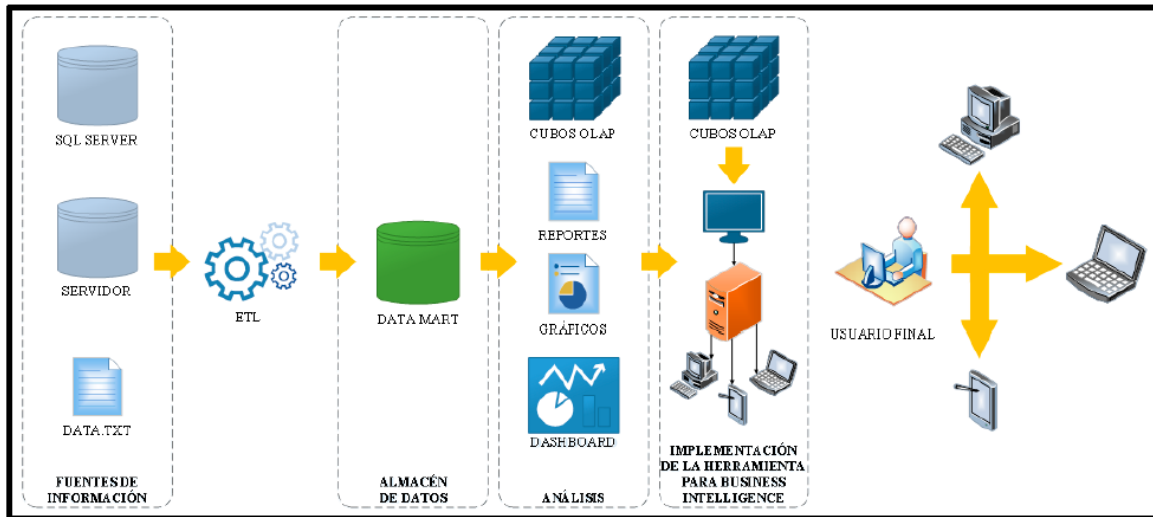 SQL SERVER
SERVIDOR
DATA.TXT
FUENTES DE
INFORMACIÓN
ETL
DATA MART
ALMACÉN
DE DATOS
CUBOS OLAP
REPORTES
GRÁFICOS
DASHBOARD
ANÁLISIS
CUBOS OLAP
IMPLEMENTACIÓN
DE LA HERRAMIENTA
PARA BUSINESS
INTELLIGENCE
USUARIO FINAL